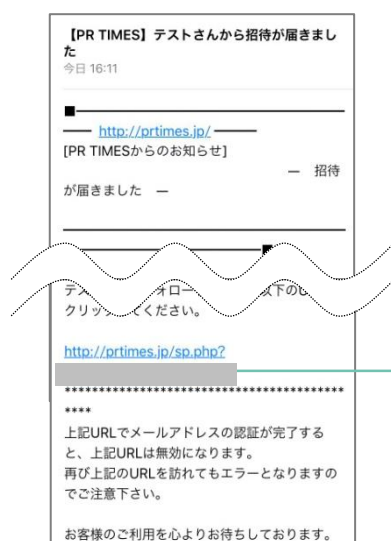 【PR TIMES】テストさんから招待が届きまし
た
今日 16:11
■――――――――――――――――
―― http://prtimes.jp/ ―――
[PR TIMESからのお知らせ]
― 招待
が届きました ―
クリックしてください。
http://prtimes.jp/sp.php?
*****************************************
****
上記URLでメールアドレスの認証が完了する
と、上記URLは無効になります。
再び上記のURLを訪れてもエラーとなりますの
でご注意下さい。
お客様のご利用を心よりお待ちしております。